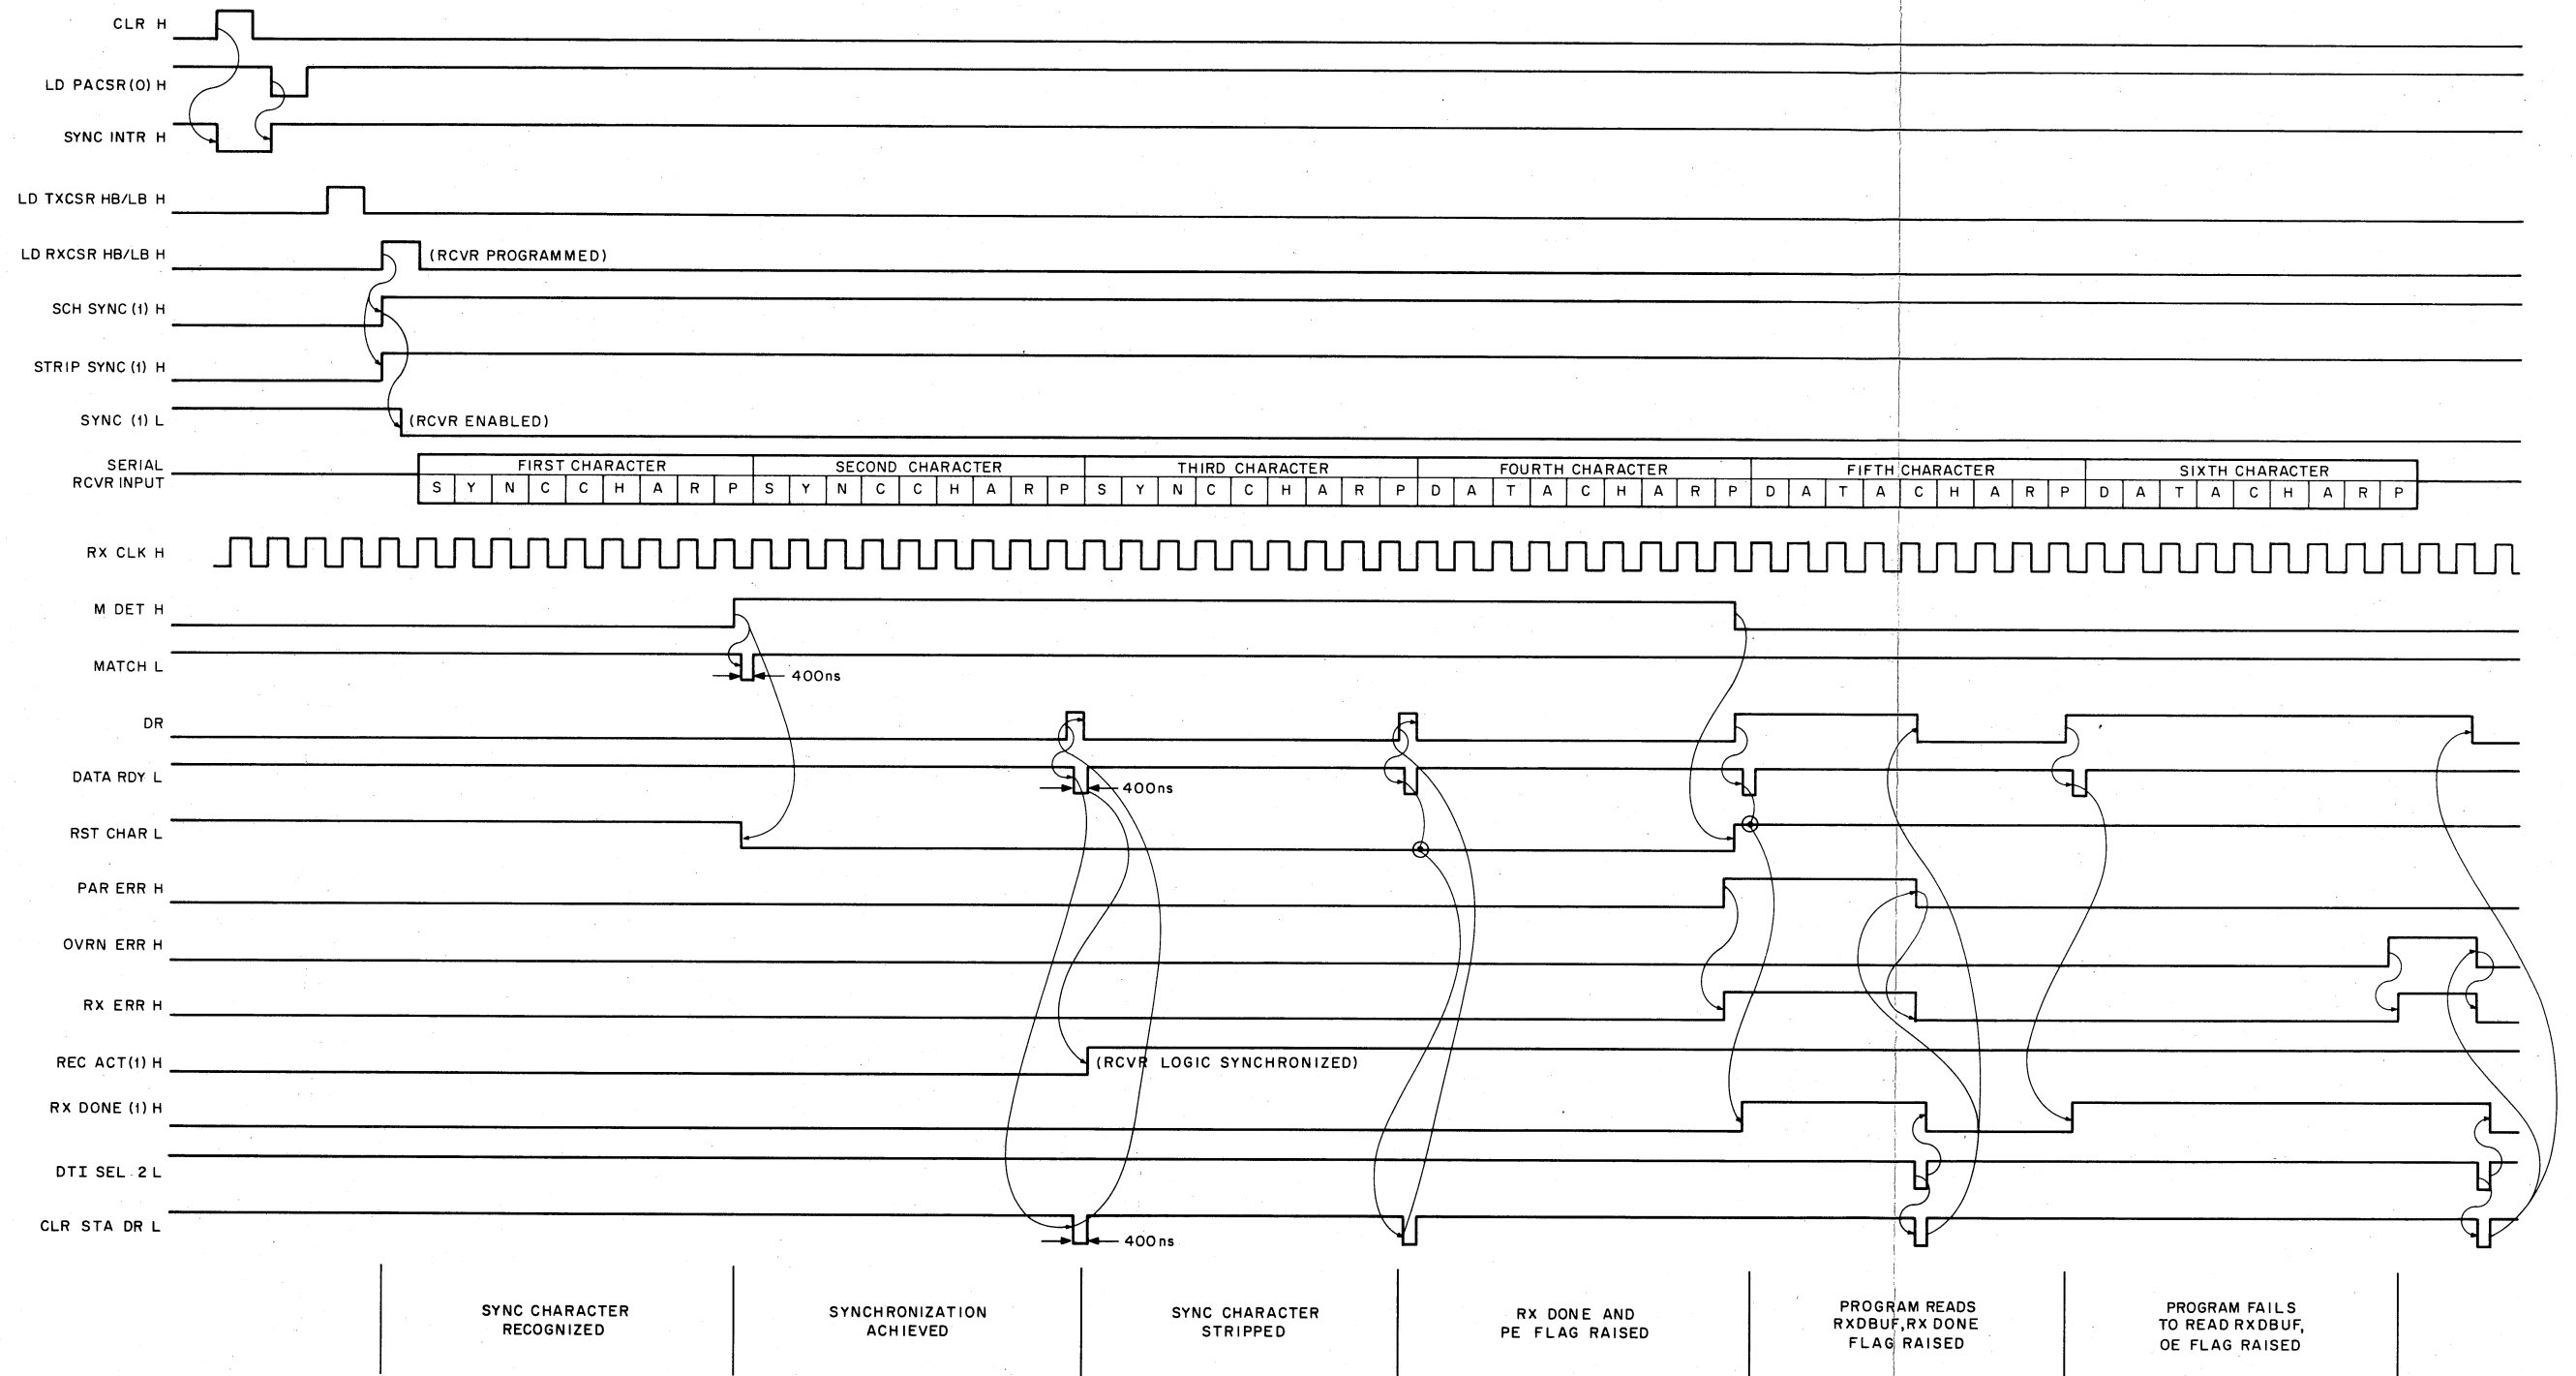 CLR H
LD PACSR(0) H
SYNC INTR H
LD TXCSR HB/LB H
LD RXCSR HB/LB H
(RCVR PROGRAMMED)
SCH SYNC (1) H
STRIP SYNC (1) H
SYNC (1) L
(RCVR ENABLED)
SERIAL
RCVR INPUT
FIRST CHARACTER
SECOND CHARACTER
THIRD CHARACTER
FOURTH CHARACTER
FIFTH CHARACTER
SIXTH CHARACTER
S Y N C C H A R P S Y N C C H A R P S Y N C C H A R P D A T A C H A R P D A T A C H A R P D A T A C H A R P
RX CLK H
M DET H
MATCH L
400ns
DR
DATA RDY L
400ns
RST CHAR L
PAR ERR H
OVRN ERR H
RX ERR H
REC ACT(1) H
(RCVR LOGIC SYNCHRONIZED)
RX DONE (1) H
DTI SEL 2 L
CLR STA DR L
400ns
SYNC CHARACTER
RECOGNIZED
SYNCHRONIZATION
ACHIEVED
SYNC CHARACTER
STRIPPED
RX DONE AND
PE FLAG RAISED
PROGRAM READS
RXDBUF,RX DONE
FLAG RAISED
PROGRAM FAILS
TO READ RXDBUF,
OE FLAG RAISED